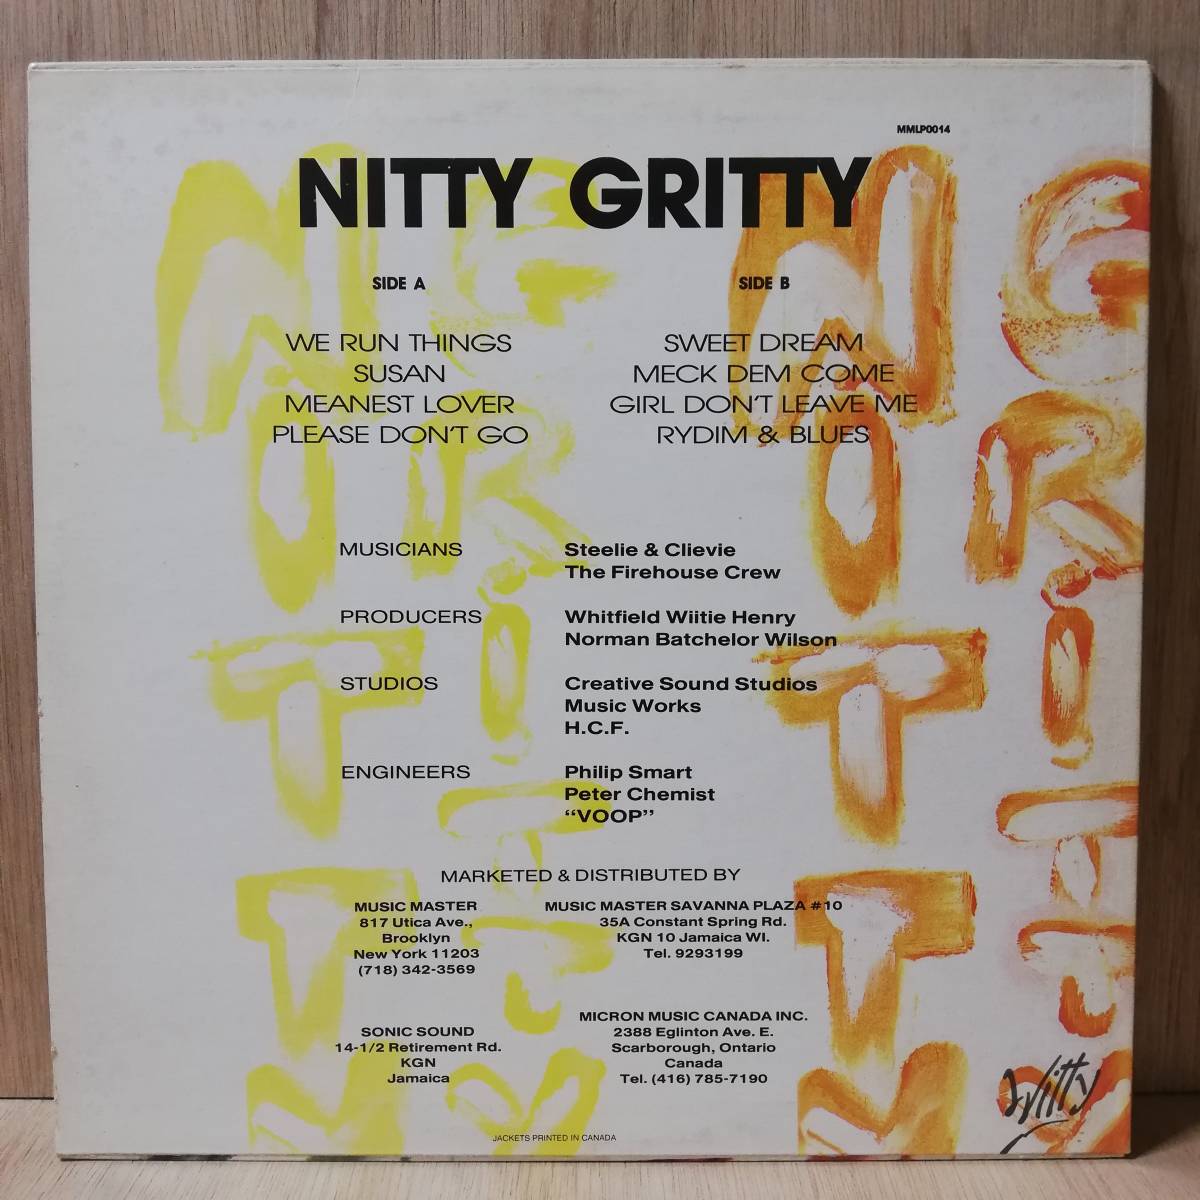 MMLP0014
NITTY GRITTY
SIDE A
WE RUN THINGS
SUSAN
MEANEST LOVER
PLEASE DON'T GO
SIDE B
SWEET DREAM
MECK DEM COME
GIRL DON'T LEAVE ME
RYDIM & BLUES
MUSICIANS Steelie & Clievie
The Firehouse Crew
PRODUCERS Whitfield Wiitie Henry
Norman Batchelor Wilson
STUDIOS Creative Sound Studios
Music Works
H.C.F.
ENGINEERS Philip Smart
Peter Chemist
“VOOP”
MARKETED & DISTRIBUTED BY
MUSIC MASTER
817 Utica Ave.,
Brooklyn
New York 11203
(718) 342-3569
MUSIC MASTER SAVANNA PLAZA #10
35A Constant Spring Rd.
KGN 10 Jamaica WI.
Tel. 9293199
SONIC SOUND
14-1/2 Retirement Rd.
KGN
Jamaica
MICRON MUSIC CANADA INC.
2388 Eglinton Ave. E.
Scarborough, Ontario
Canada
Tel. (416) 785-7190
Witty
JACKETS PRINTED IN CANADA
NITTY
GRITTY
NITTY
GRITTY